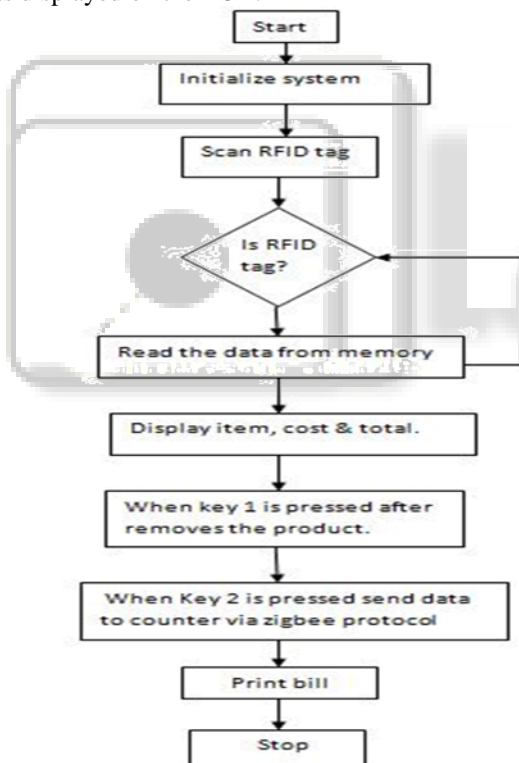 Start
Initialize system
Scan RFID tag
Is RFID
tag?
Read the data from memory
Display item, cost & total.
When key 1 is pressed after
removes the product.
When Key 2 is pressed send data
to counter via zigbee protocol
Print bill
Stop